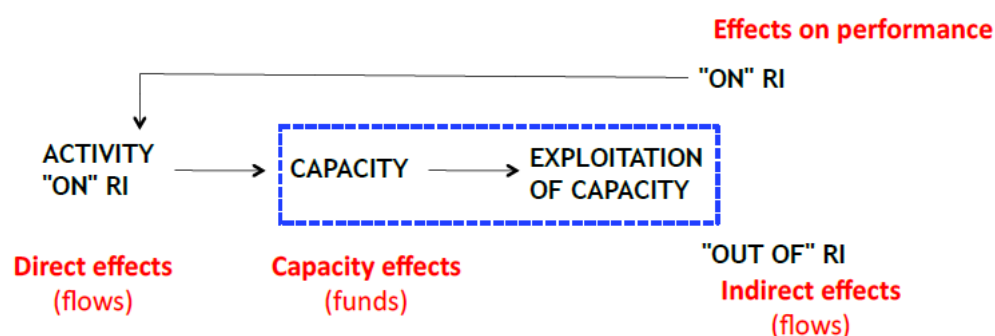 Effects on performance
"ON" RI
ACTIVITY
"ON" RI
CAPACITY
EXPLOITATION
OF CAPACITY
"OUT OF" RI
Direct effects
(flows)
Capacity effects
(funds)
Indirect effects
(flows)